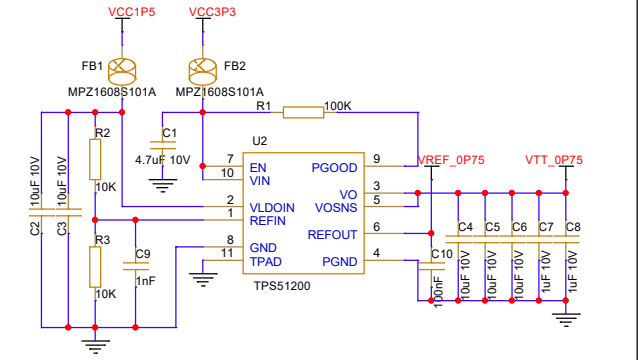 VCC1P5
VCC3P3
FB1
FB2
MPZ1608S101A
MPZ1608S101A
R1
100K
R2
10K
C1
4.7uF 10V
U2
7
10
2
1
8
11
EN
VIN
VLDOIN
REFIN
GND
TPAD
PGOOD
VO
VOSNS
REFOUT
PGND
9
3
5
6
4
TPS51200
VREF_0P75
VTT_0P75
C2
10uF 10V
C3
10uF 10V
R3
10K
C9
1nF
C10
100nF
C4
10uF 10V
C5
10uF 10V
C6
10uF 10V
C7
1uF 10V
C8
1uF 10V